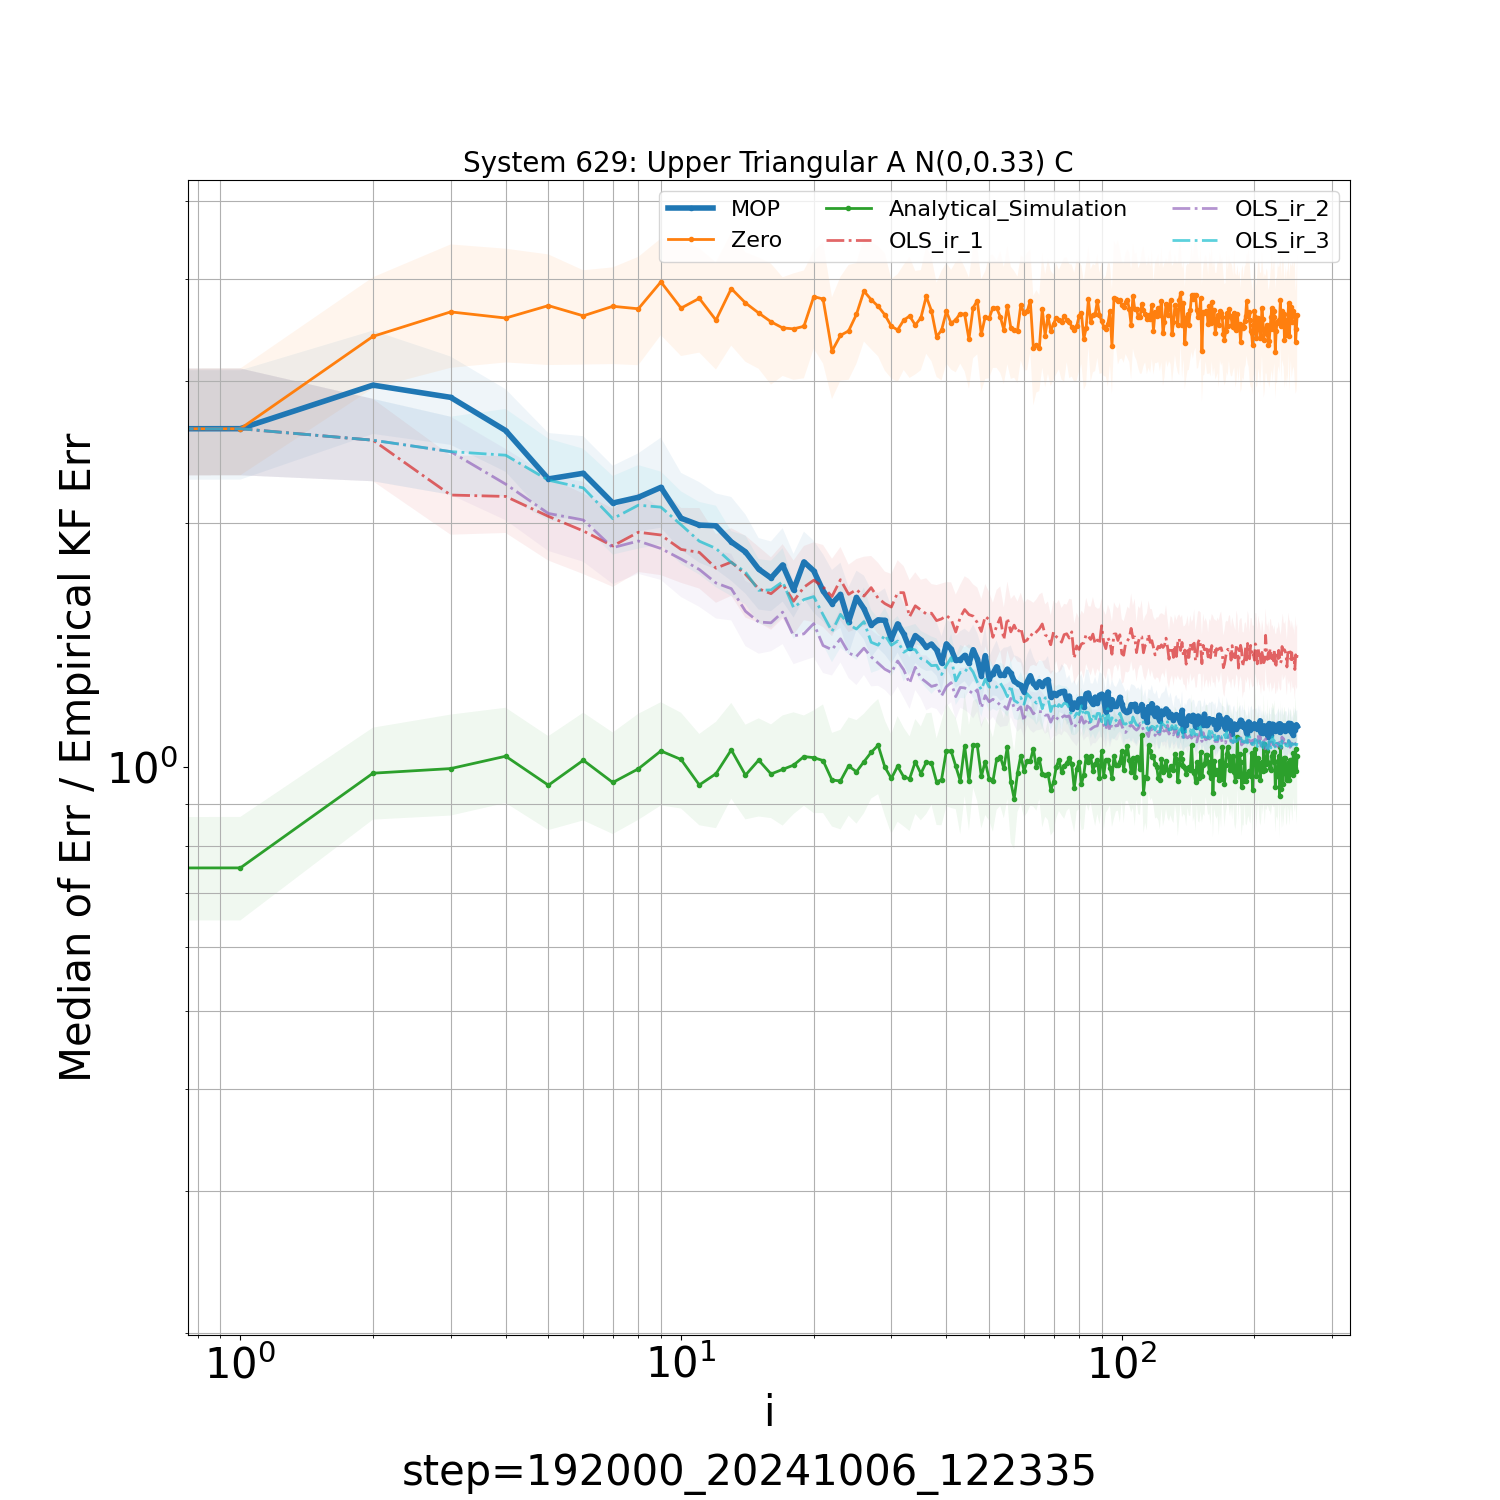 System 629: Upper Triangular A N(0,0.33) C
MOP
Zero
Analytical_Simulation
OLS_ir_1
OLS_ir_2
OLS_ir_3
Median of Err / Empirical KF Err
10⁰
10⁰
10¹
10²
i
step=192000_20241006_122335